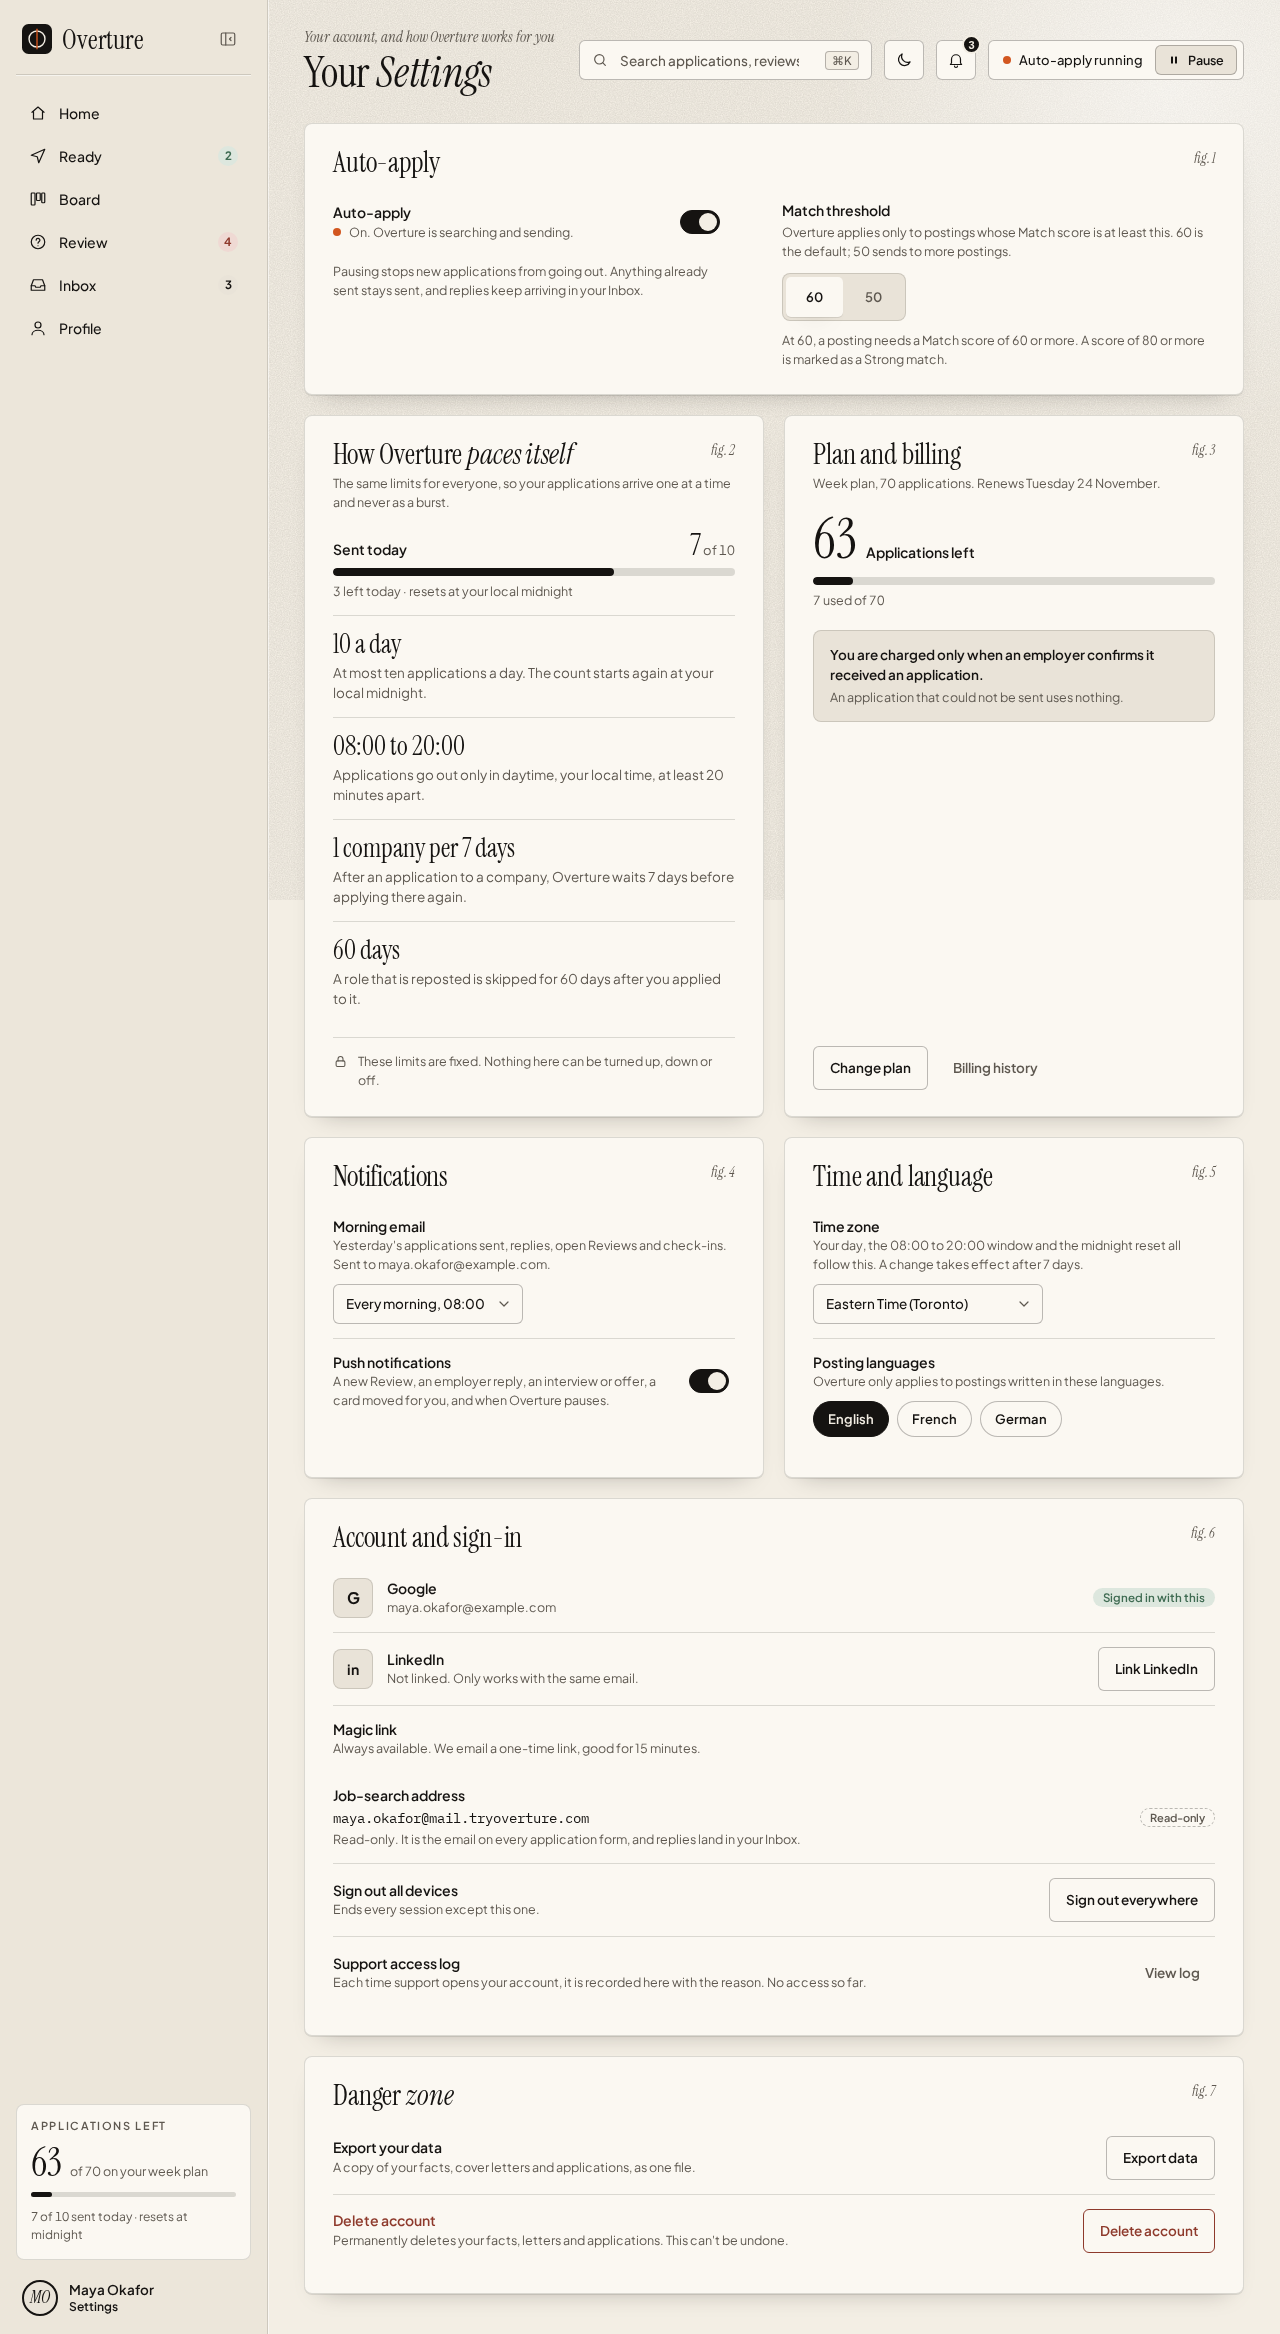 Overture
Home
Ready 2
Board
Review 4
Inbox 3
Profile
APPLICATIONS LEFT
63 of 70 on your week plan
7 of 10 sent today · resets at
midnight
MO
Maya Okafor
Settings
Your account, and how Overture works for you
Your Settings
Search applications, reviews
⌘K
3
Auto-apply running
Pause
Auto-apply
fig. 1
Auto-apply
On. Overture is searching and sending.
Pausing stops new applications from going out. Anything already
sent stays sent, and replies keep arriving in your Inbox.
Match threshold
Overture applies only to postings whose Match score is at least this. 60 is
the default; 50 sends to more postings.
60 50
At 60, a posting needs a Match score of 60 or more. A score of 80 or more
is marked as a Strong match.
How Overture paces itself
fig. 2
The same limits for everyone, so your applications arrive one at a time
and never as a burst.
Sent today 7 of 10
3 left today · resets at your local midnight
10 a day
At most ten applications a day. The count starts again at your
local midnight.
08:00 to 20:00
Applications go out only in daytime, your local time, at least 20
minutes apart.
1 company per 7 days
After an application to a company, Overture waits 7 days before
applying there again.
60 days
A role that is reposted is skipped for 60 days after you applied
to it.
These limits are fixed. Nothing here can be turned up, down or
off.
Plan and billing
fig. 3
Week plan, 70 applications. Renews Tuesday 24 November.
63 Applications left
7 used of 70
You are charged only when an employer confirms it
received an application.
An application that could not be sent uses nothing.
Change plan
Billing history
Notifications
fig. 4
Morning email
Yesterday's applications sent, replies, open Reviews and check-ins.
Sent to maya.okafor@example.com.
Every morning, 08:00
Push notifications
A new Review, an employer reply, an interview or offer, a
card moved for you, and when Overture pauses.
Time and language
fig. 5
Time zone
Your day, the 08:00 to 20:00 window and the midnight reset all
follow this. A change takes effect after 7 days.
Eastern Time (Toronto)
Posting languages
Overture only applies to postings written in these languages.
English French German
Account and sign-in
fig. 6
G
Google
maya.okafor@example.com
Signed in with this
in
LinkedIn
Not linked. Only works with the same email.
Link LinkedIn
Magic link
Always available. We email a one-time link, good for 15 minutes.
Job-search address
maya.okafor@mail.tryoverture.com
Read-only. It is the email on every application form, and replies land in your Inbox.
Read-only
Sign out all devices
Ends every session except this one.
Sign out everywhere
Support access log
Each time support opens your account, it is recorded here with the reason. No access so far.
View log
Danger zone
fig. 7
Export your data
A copy of your facts, cover letters and applications, as one file.
Export data
Delete account
Permanently deletes your facts, letters and applications. This can't be undone.
Delete account